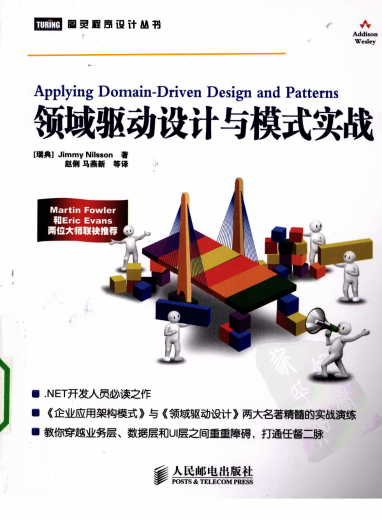 TURING 图灵程序设计丛书
Addison
Wesley
Applying Domain-Driven Design and Patterns
领域驱动设计与模式实战
[瑞典] Jimmy Nilsson 著
赵俐 马燕新 等译
Martin Fowler
和Eric Evans
两位大师联袂推荐
.NET开发人员必读之作
《企业应用架构模式》与《领域驱动设计》两大名著精髓的实战演练
教你穿越业务层、数据层和UI层之间重重障碍，打通任督二脉
人民邮电出版社
POSTS & TELECOM PRESS